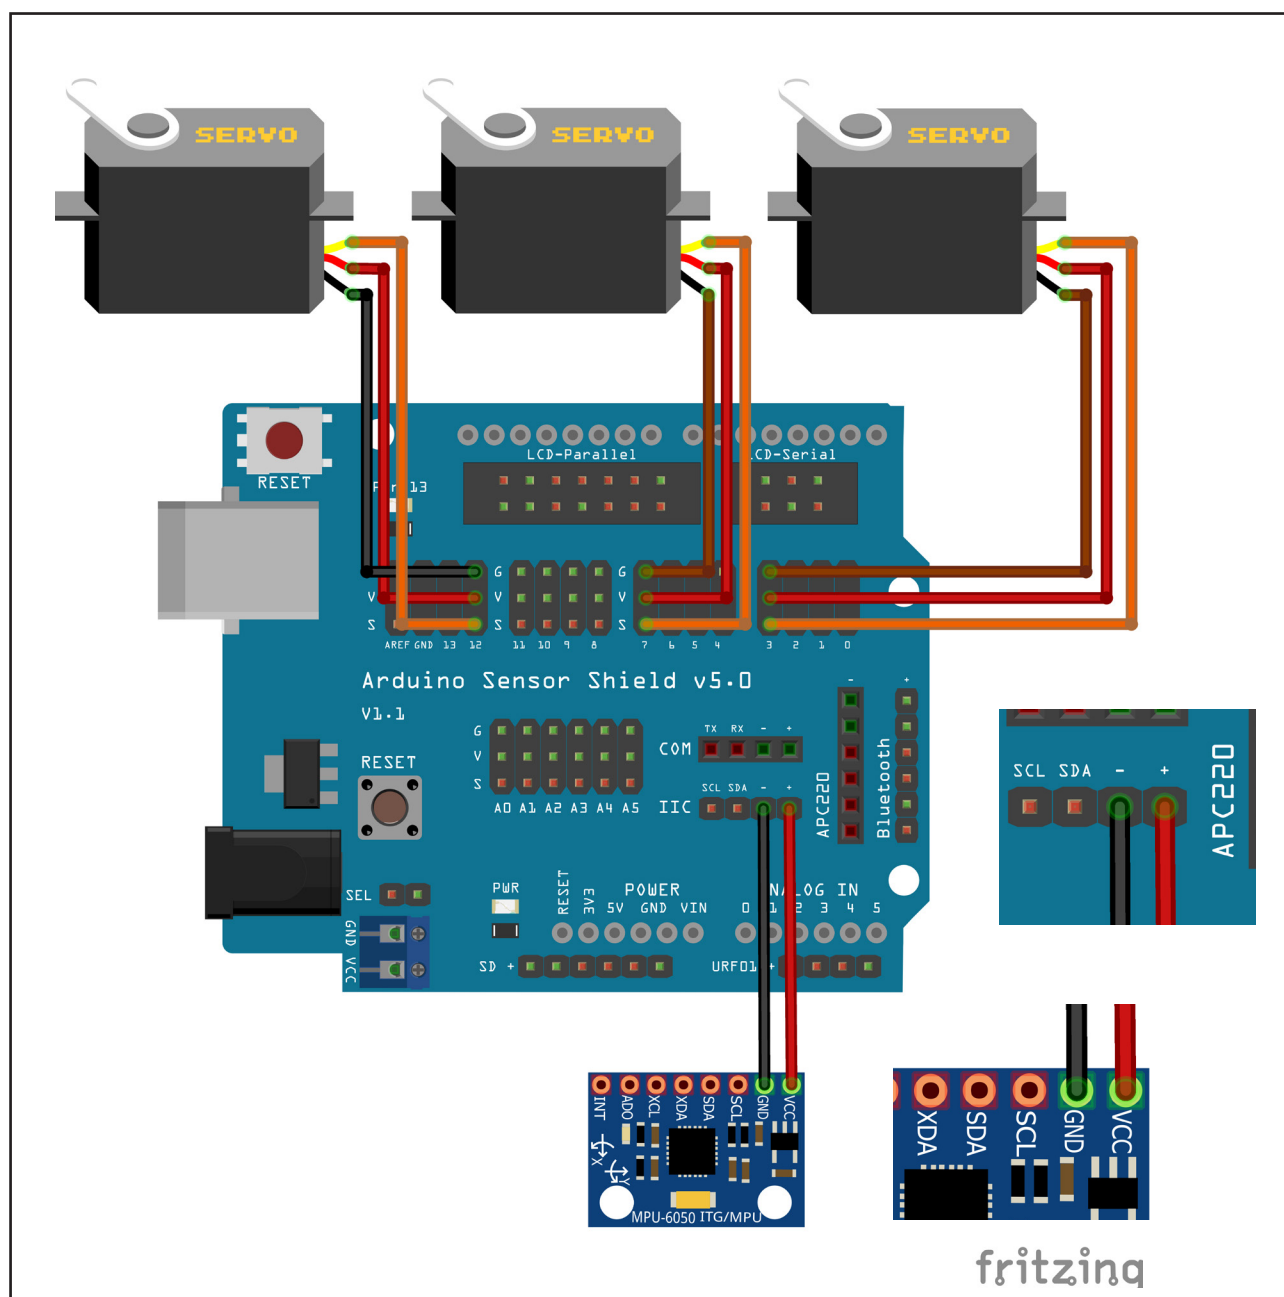 SERVO SERVO SERVO
RESET
LCD-Parallel
LCD-Serial
G G
V V V
S S S
AREF GND 13 12 11 10 9 8 7 6 5 4 3 2 1 0
Arduino Sensor Shield v5.0
V1.1
- +
G
V
S
A0 A1 A2 A3 A4 A5
TX RX - +
COM
SCL SDA - +
IIC
APC220
Bluetooth
RESET
SEL
GND VCC
PWR
RESET 3V3 5V GND VIN
POWER
0 1 2 3 4 5
SD +
URF01 +
SCL SDA - +
APC220
INT AD0 XCL XDA SDA SCL GND VCC
X
Y
MPU-6050 ITG/MPU
XDA SDA SCL GND VCC
fritzing